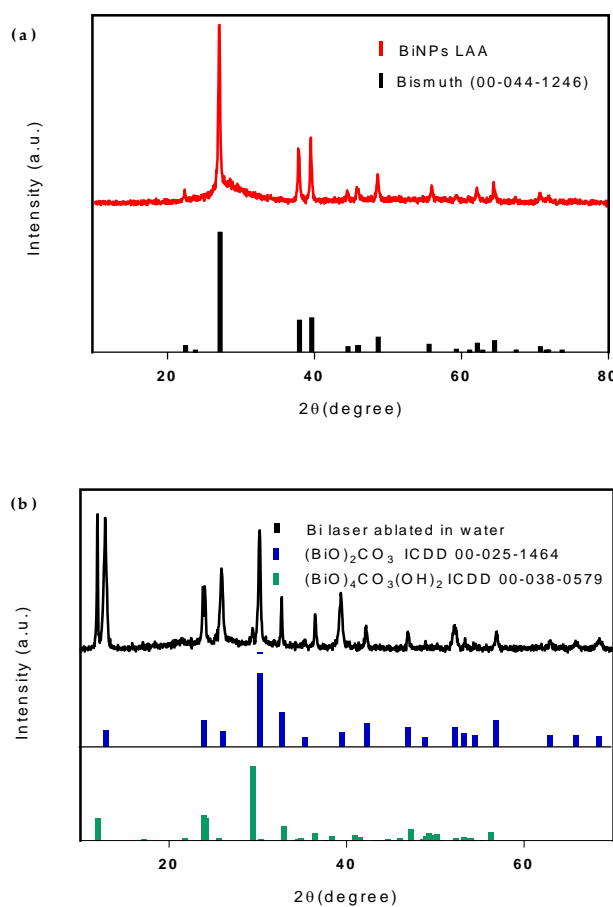 (a)
BiNPs LAA
Bismuth (00-044-1246)
Intensity (a.u.)
20 40 60 80
2θ(degree)
(b)
Bi laser ablated in water
(BiO)₂CO₃ ICDD 00-025-1464
(BiO)₄CO₃(OH)₂ ICDD 00-038-0579
Intensity (a.u.)
20 40 60
2θ(degree)